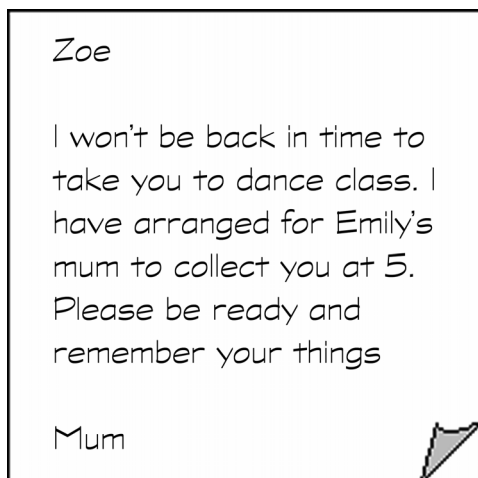 Zoe
I won't be back in time to
take you to dance class. I
have arranged for Emily's
mum to collect you at 5.
Please be ready and
remember your things
Mum